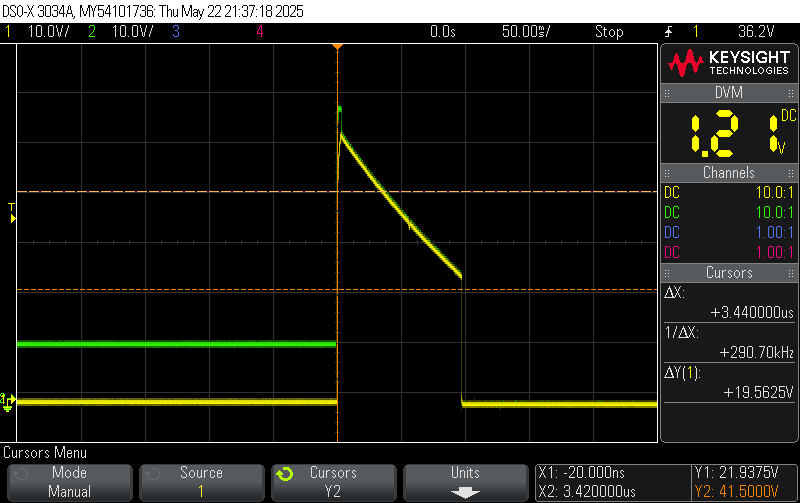 DSO-X 3034A, MY54101736: Thu May 22 21:37:18 2025
1 10.0V/ 2 10.0V/ 3 4 0.0s 50.00ms/ Stop 1 36.2V
KEYSIGHT
TECHNOLOGIES
DVM
1.21 DC
V
Channels
DC 10.0:1
DC 10.0:1
DC 1.00:1
DC 1.00:1
Cursors
ΔX:
+3.440000us
1/ΔX:
+290.70kHz
ΔY(1):
+19.5625V
T
2
Cursors Menu
Mode
Manual
Source
1
Cursors
Y2
Units
X1: -20.000ns
X2: 3.420000us
Y1: 21.9375V
Y2: 41.5000V